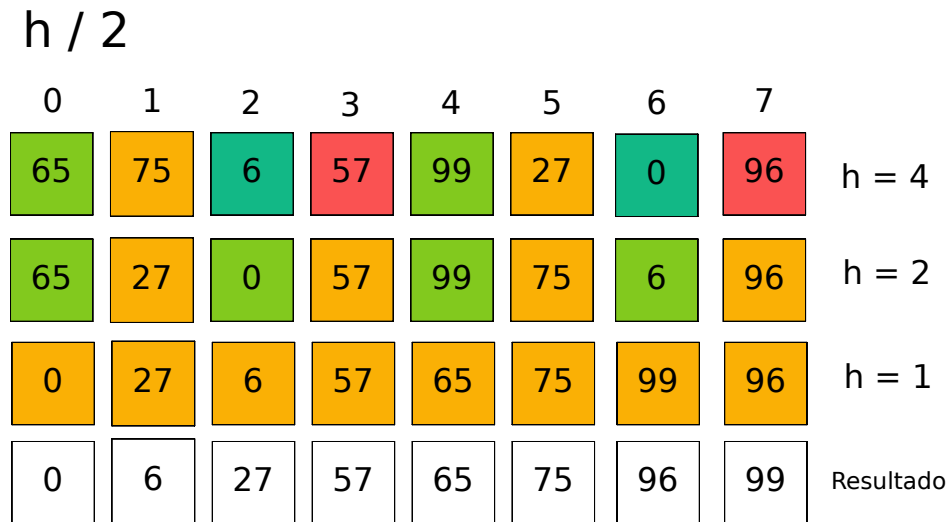 h / 2
0 1 2 3 4 5 6 7
65 75 6 57 99 27 0 96 h = 4
65 27 0 57 99 75 6 96 h = 2
0 27 6 57 65 75 99 96 h = 1
0 6 27 57 65 75 96 99 Resultado